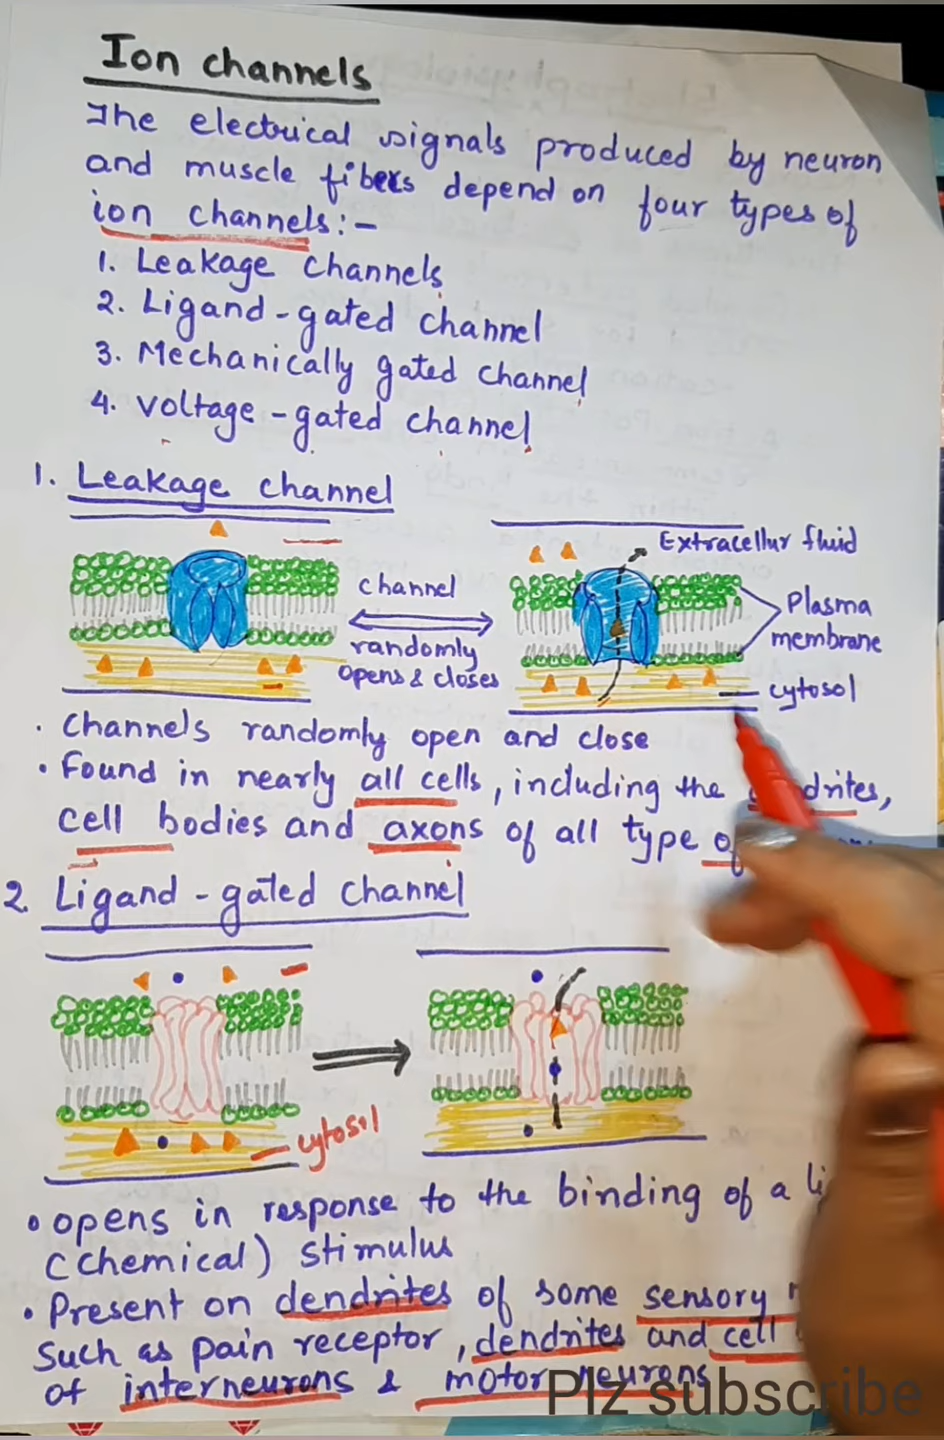 Ion channels
The electrical signals produced by neuron
and muscle fibers depend on four types of
ion channels:-
1. Leakage channels
2. Ligand-gated channel
3. Mechanically gated channel
4. voltage-gated channel
1. Leakage channel
channel
randomly
opens & closes
Extracellur fluid
Plasma
membrane
cytosol
· Channels randomly open and close
· Found in nearly all cells, including the
cell bodies and axons of all type
2. Ligand-gated channel
cytosol
• opens in response to the binding of a
(Chemical) stimulus
• Present on dendrites of some sensory
such as pain receptor, dendrites and cell
of interneurons & motor neurons
Plz subscribe